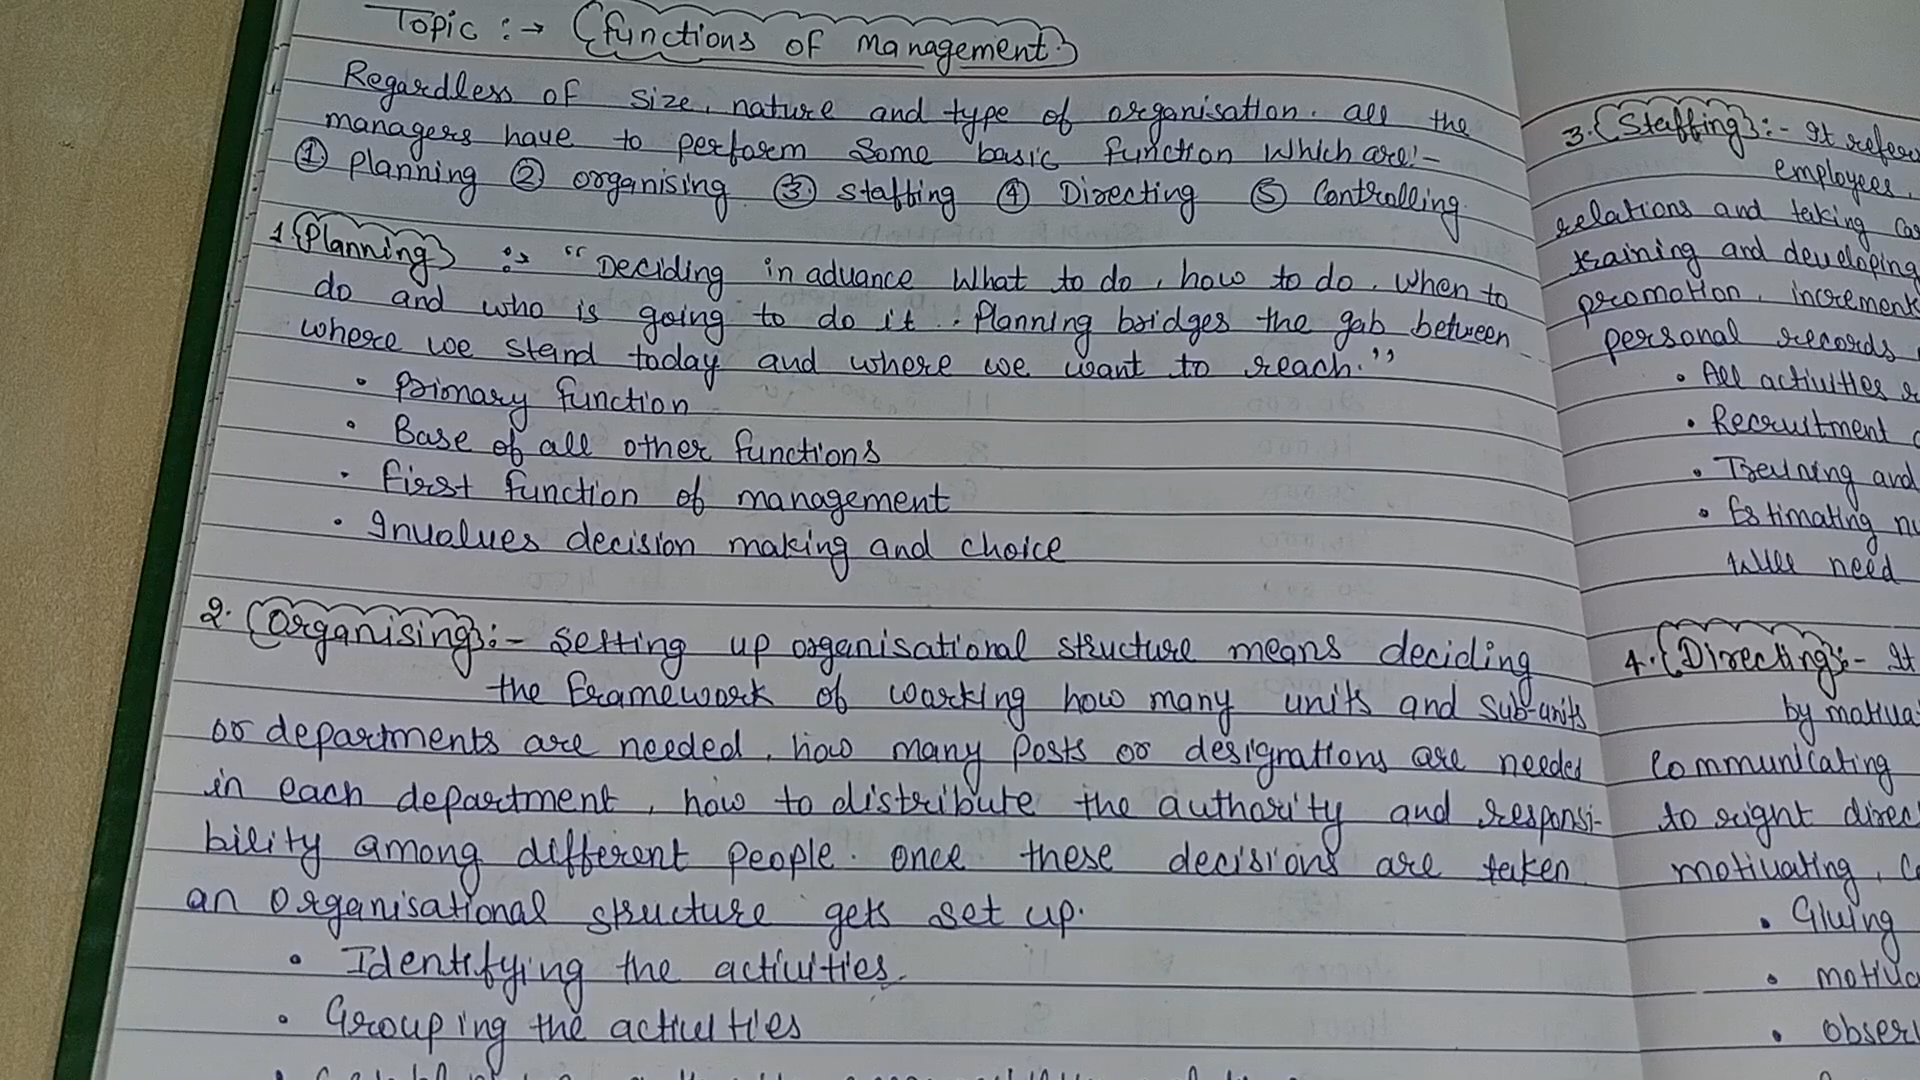 Topic :→ {Functions of Management}
Regardless of size, nature and type of organisation. all the
managers have to perform some basic function which are:-
① Planning ② organising ③ Staffing ④ Directing ⑤ Controlling
1 {Planning} :→ "Deciding in advance What to do, how to do. When to
do and who is going to do it. Planning bridges the gab between
where we stand today and where we want to reach."
• Primary function
• Base of all other functions
• First function of management
• Involves decision making and choice
2. {Organising}:- Setting up organisational structure means deciding
the framework of working how many units and sub-units
or departments are needed, how many posts or designations are needed
in each department, how to distribute the authority and responsi-
bility among different people. once these decisions are taken
an organisational structure gets set up.
• Identifying the activities.
• Grouping the activities
3. {Staffing}:- It
employees,
relations and taking
training and developing
promotion, increments
personal records
• All activities
• Recruitment
• Training and
• Estimating
will need
4. {Directing}:- It
by
Communicating
to right
motivating,
• Giving
•
•